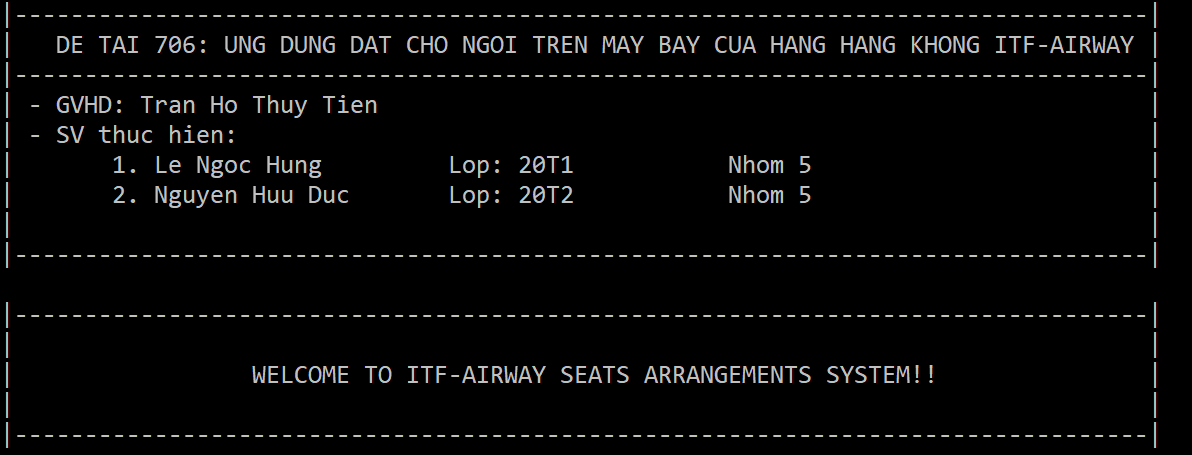 DE TAI 706: UNG DUNG DAT CHO NGOI TREN MAY BAY CUA HANG HANG KHONG ITF-AIRWAY
- GVHD: Tran Ho Thuy Tien
- SV thuc hien:
1. Le Ngoc Hung Lop: 20T1 Nhom 5
2. Nguyen Huu Duc Lop: 20T2 Nhom 5
WELCOME TO ITF-AIRWAY SEATS ARRANGEMENTS SYSTEM!!